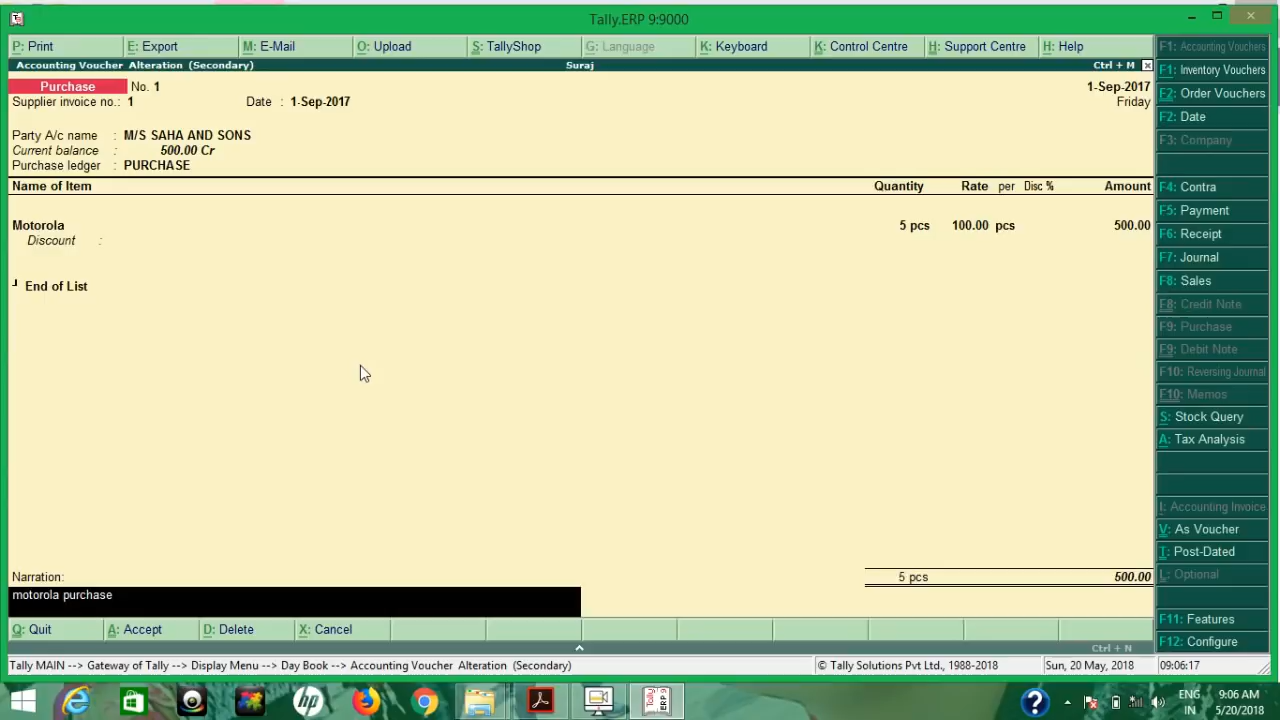 Tally.ERP 9:9000
P: Print E: Export M: E-Mail O: Upload S: TallyShop G: Language K: Keyboard K: Control Centre H: Support Centre H: Help
Accounting Voucher Alteration (Secondary) Suraj Ctrl + M
Purchase No. 1 1-Sep-2017
Supplier invoice no.: 1 Date : 1-Sep-2017 Friday
Party A/c name : M/S SAHA AND SONS
Current balance : 500.00 Cr
Purchase ledger : PURCHASE
Name of Item Quantity Rate per Disc % Amount
Motorola 5 pcs 100.00 pcs 500.00
Discount :
End of List
Narration: 5 pcs 500.00
motorola purchase
Q: Quit A: Accept D: Delete X: Cancel
Ctrl + N
Tally MAIN --> Gateway of Tally --> Display Menu --> Day Book --> Accounting Voucher Alteration (Secondary) © Tally Solutions Pvt Ltd., 1988-2018 Sun, 20 May, 2018 09:06:17
F1: Accounting Vouchers
F1: Inventory Vouchers
F2: Order Vouchers
F2: Date
F3: Company
F4: Contra
F5: Payment
F6: Receipt
F7: Journal
F8: Sales
F8: Credit Note
F9: Purchase
F9: Debit Note
F10: Reversing Journal
F10: Memos
S: Stock Query
A: Tax Analysis
I: Accounting Invoice
V: As Voucher
T: Post-Dated
L: Optional
F11: Features
F12: Configure
hp
Tally
ERP 9
ENG 9:06 AM
IN 5/20/2018